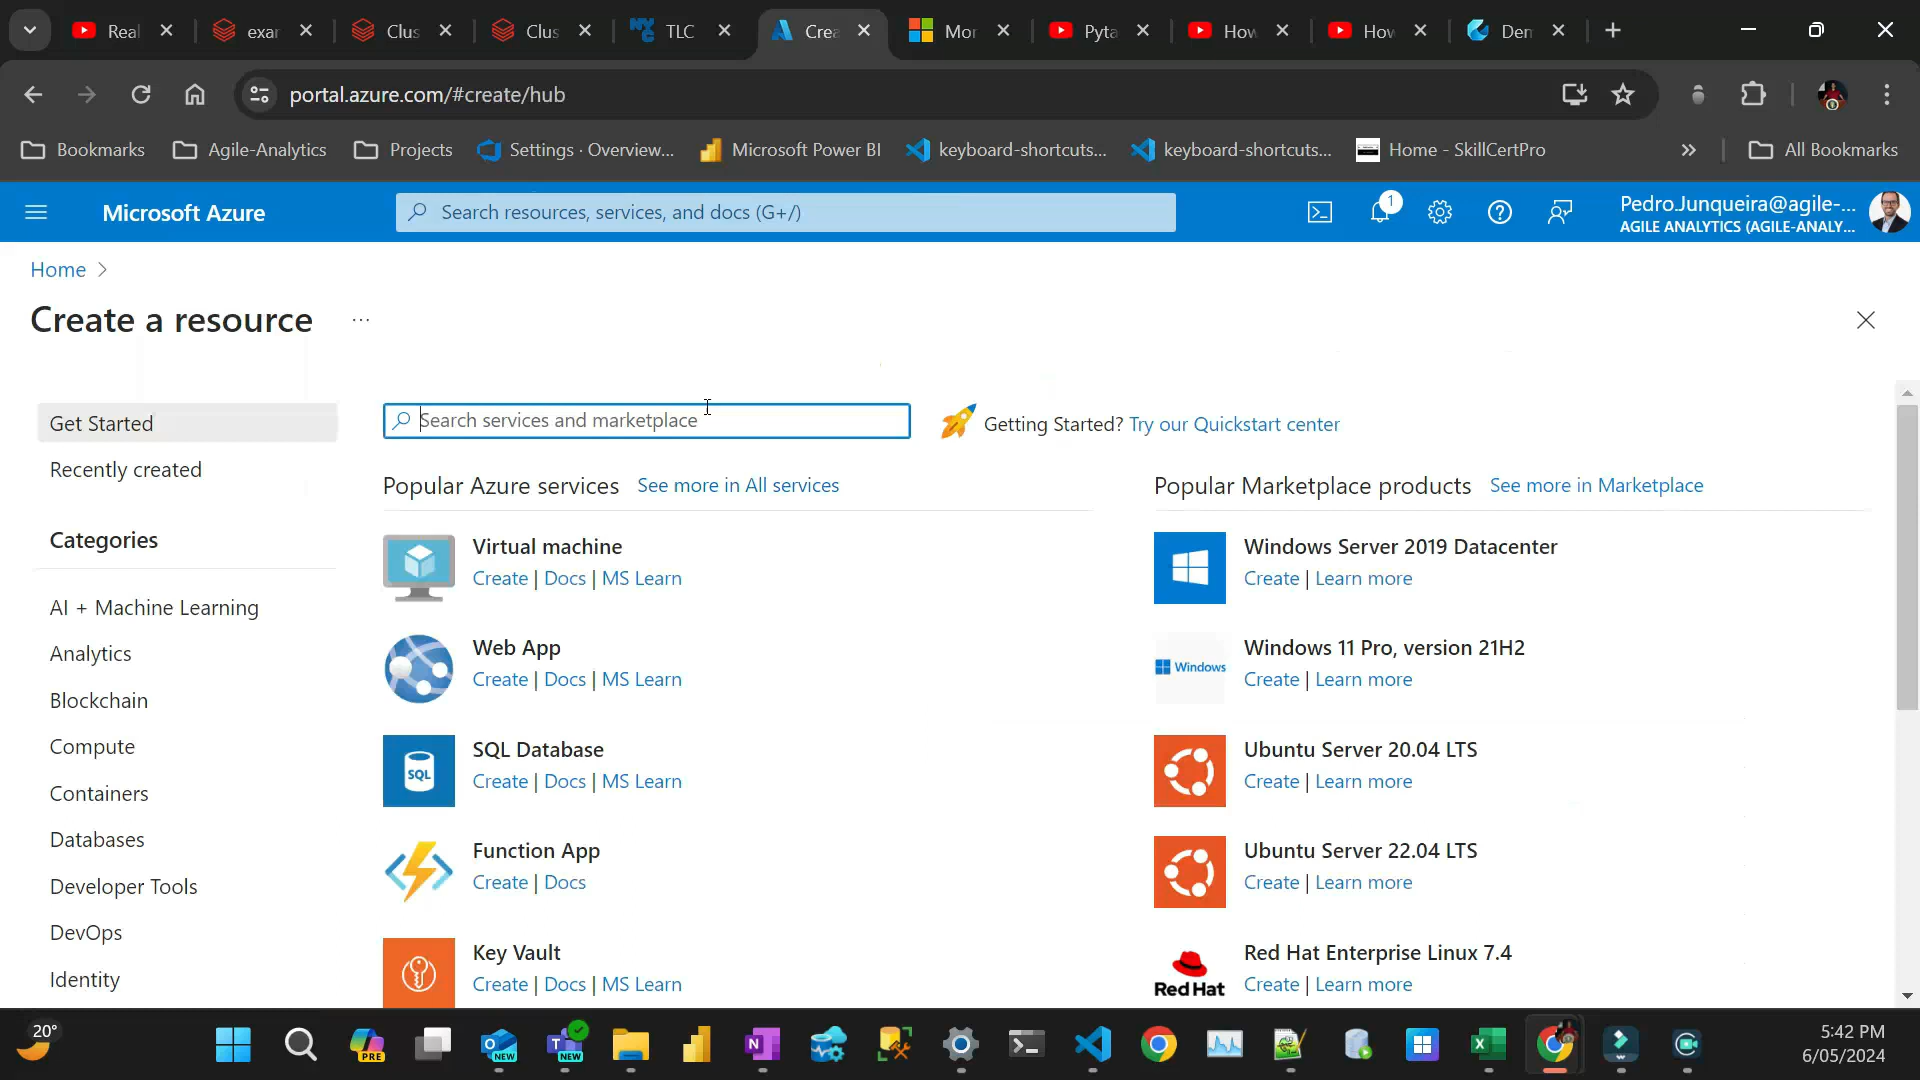 Real
exar
Clus
Clus
TLC
Crea
Mor
Pyta
How
How
Den
portal.azure.com/#create/hub
Bookmarks
Agile-Analytics
Projects
Settings · Overview...
Microsoft Power BI
keyboard-shortcuts...
keyboard-shortcuts...
Home - SkillCertPro
All Bookmarks
Microsoft Azure
Search resources, services, and docs (G+/)
1
Pedro.Junqueira@agile-...
AGILE ANALYTICS (AGILE-ANALY...
Home
Create a resource
...
Get Started
Recently created
Categories
AI + Machine Learning
Analytics
Blockchain
Compute
Containers
Databases
Developer Tools
DevOps
Identity
Search services and marketplace
Getting Started? Try our Quickstart center
Popular Azure services See more in All services
Virtual machine
Create | Docs | MS Learn
Web App
Create | Docs | MS Learn
SQL
SQL Database
Create | Docs | MS Learn
Function App
Create | Docs
Key Vault
Create | Docs | MS Learn
Popular Marketplace products See more in Marketplace
Windows Server 2019 Datacenter
Create | Learn more
Windows
Windows 11 Pro, version 21H2
Create | Learn more
Ubuntu Server 20.04 LTS
Create | Learn more
Ubuntu Server 22.04 LTS
Create | Learn more
Red Hat
Red Hat Enterprise Linux 7.4
Create | Learn more
20°
PRE
NEW
NEW
5:42 PM
6/05/2024